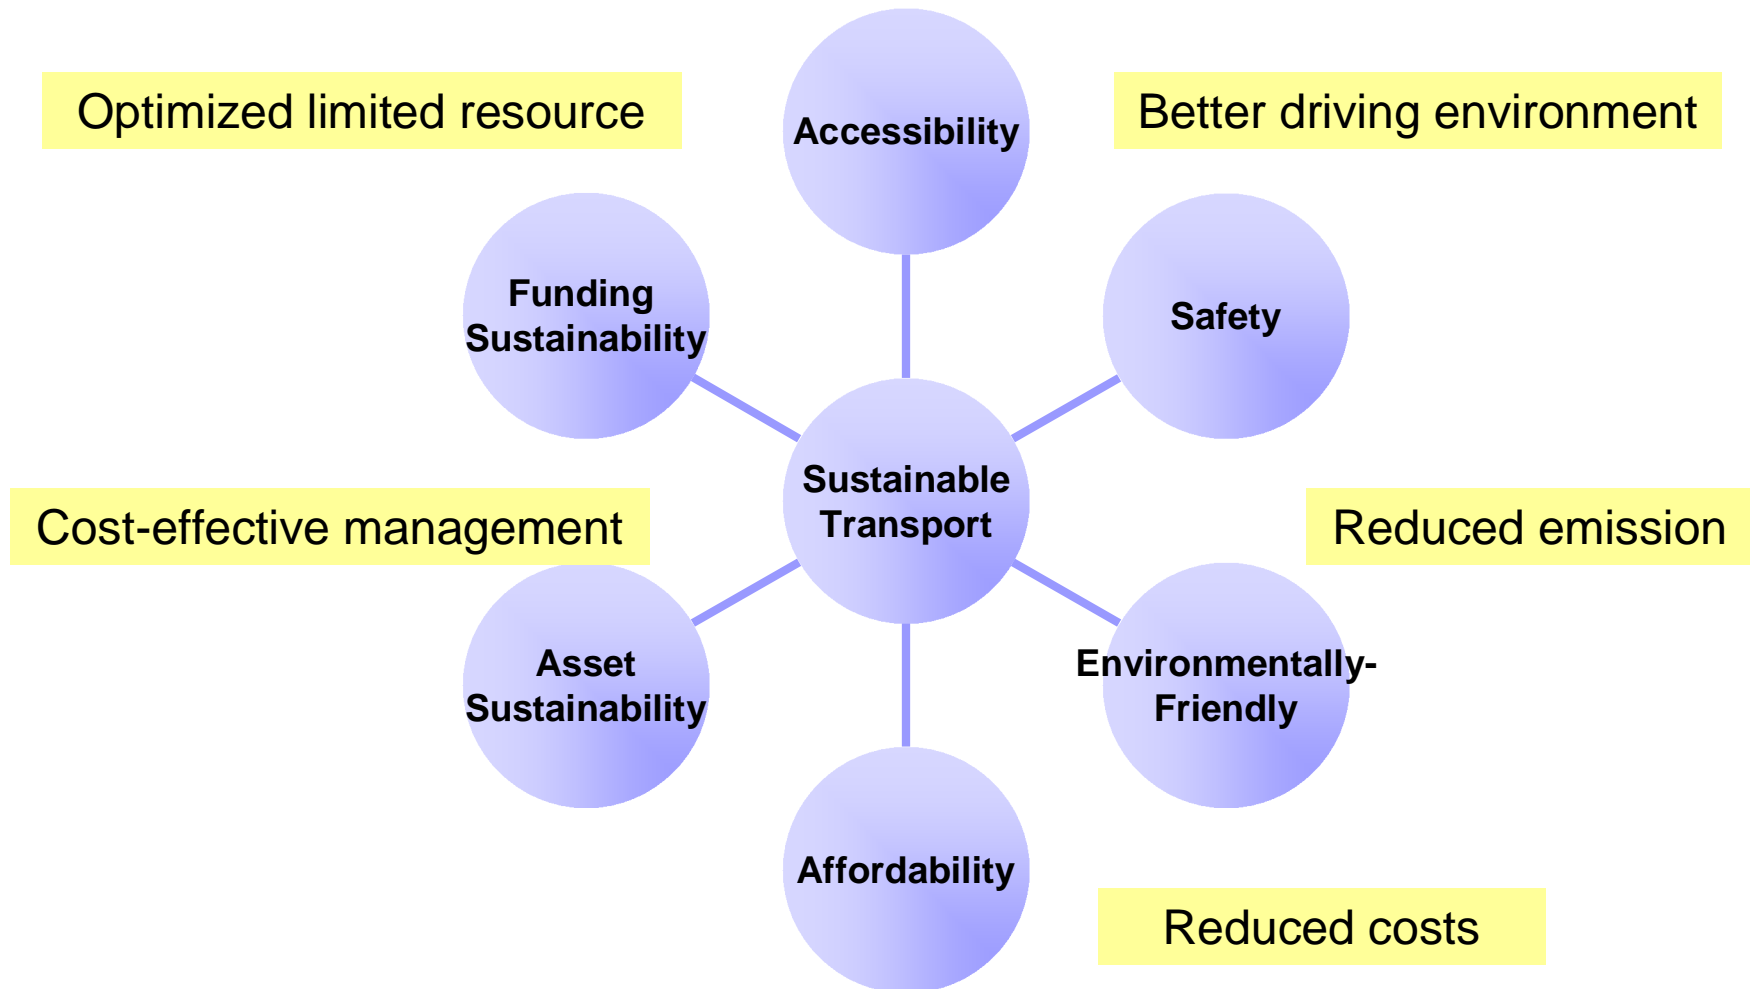 Accessibility
Optimized limited resource
Better driving environment
Funding
Sustainability
Safety
Sustainable
Transport
Cost-effective management
Reduced emission
Asset
Sustainability
Environmentally-
Friendly
Affordability
Reduced costs